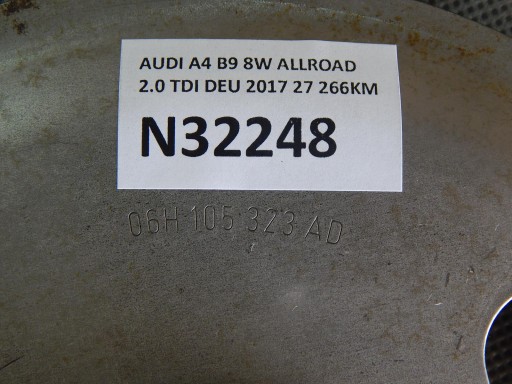 AUDI A4 B9 8W ALLROAD
2.0 TDI DEU 2017 27 266KM
N32248
06H 105 323 AD